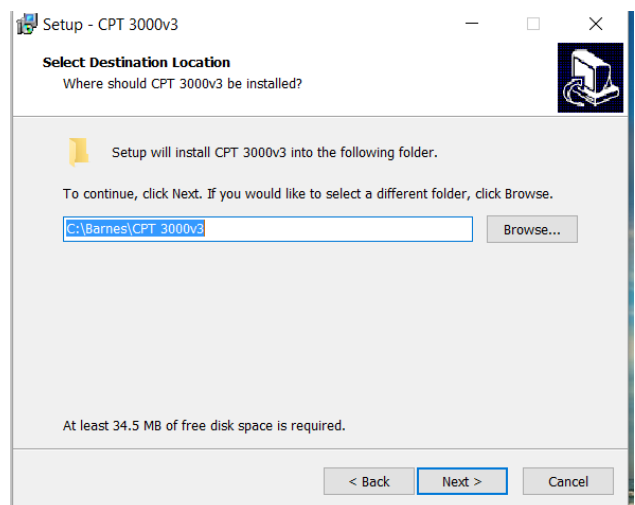 Setup - CPT 3000v3
Select Destination Location
Where should CPT 3000v3 be installed?
Setup will install CPT 3000v3 into the following folder.
To continue, click Next. If you would like to select a different folder, click Browse.
C:\Barnes\CPT 3000v3
Browse...
At least 34.5 MB of free disk space is required.
< Back
Next >
Cancel